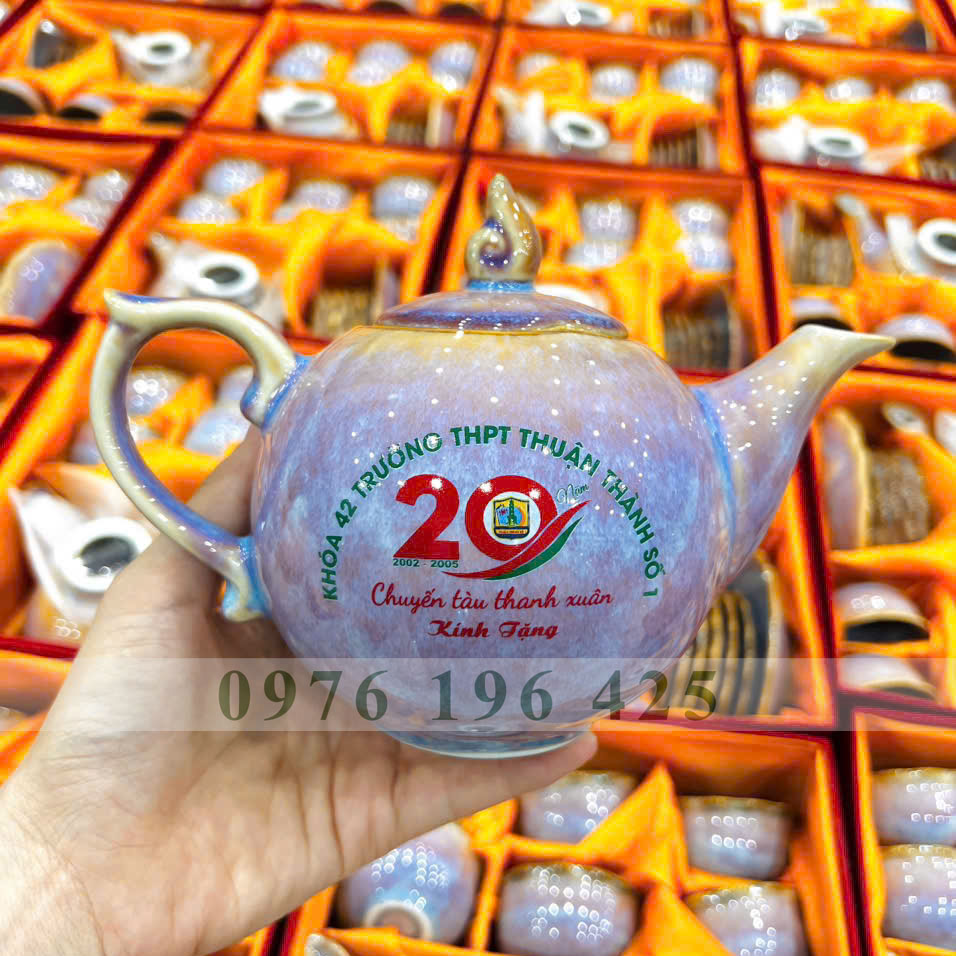 KHÓA 42 TRƯỜNG THPT THUẬN THÀNH SỐ 1
20 Năm
2002 - 2005
Chuyến tàu thanh xuân
Kính Tặng
0976 196 425